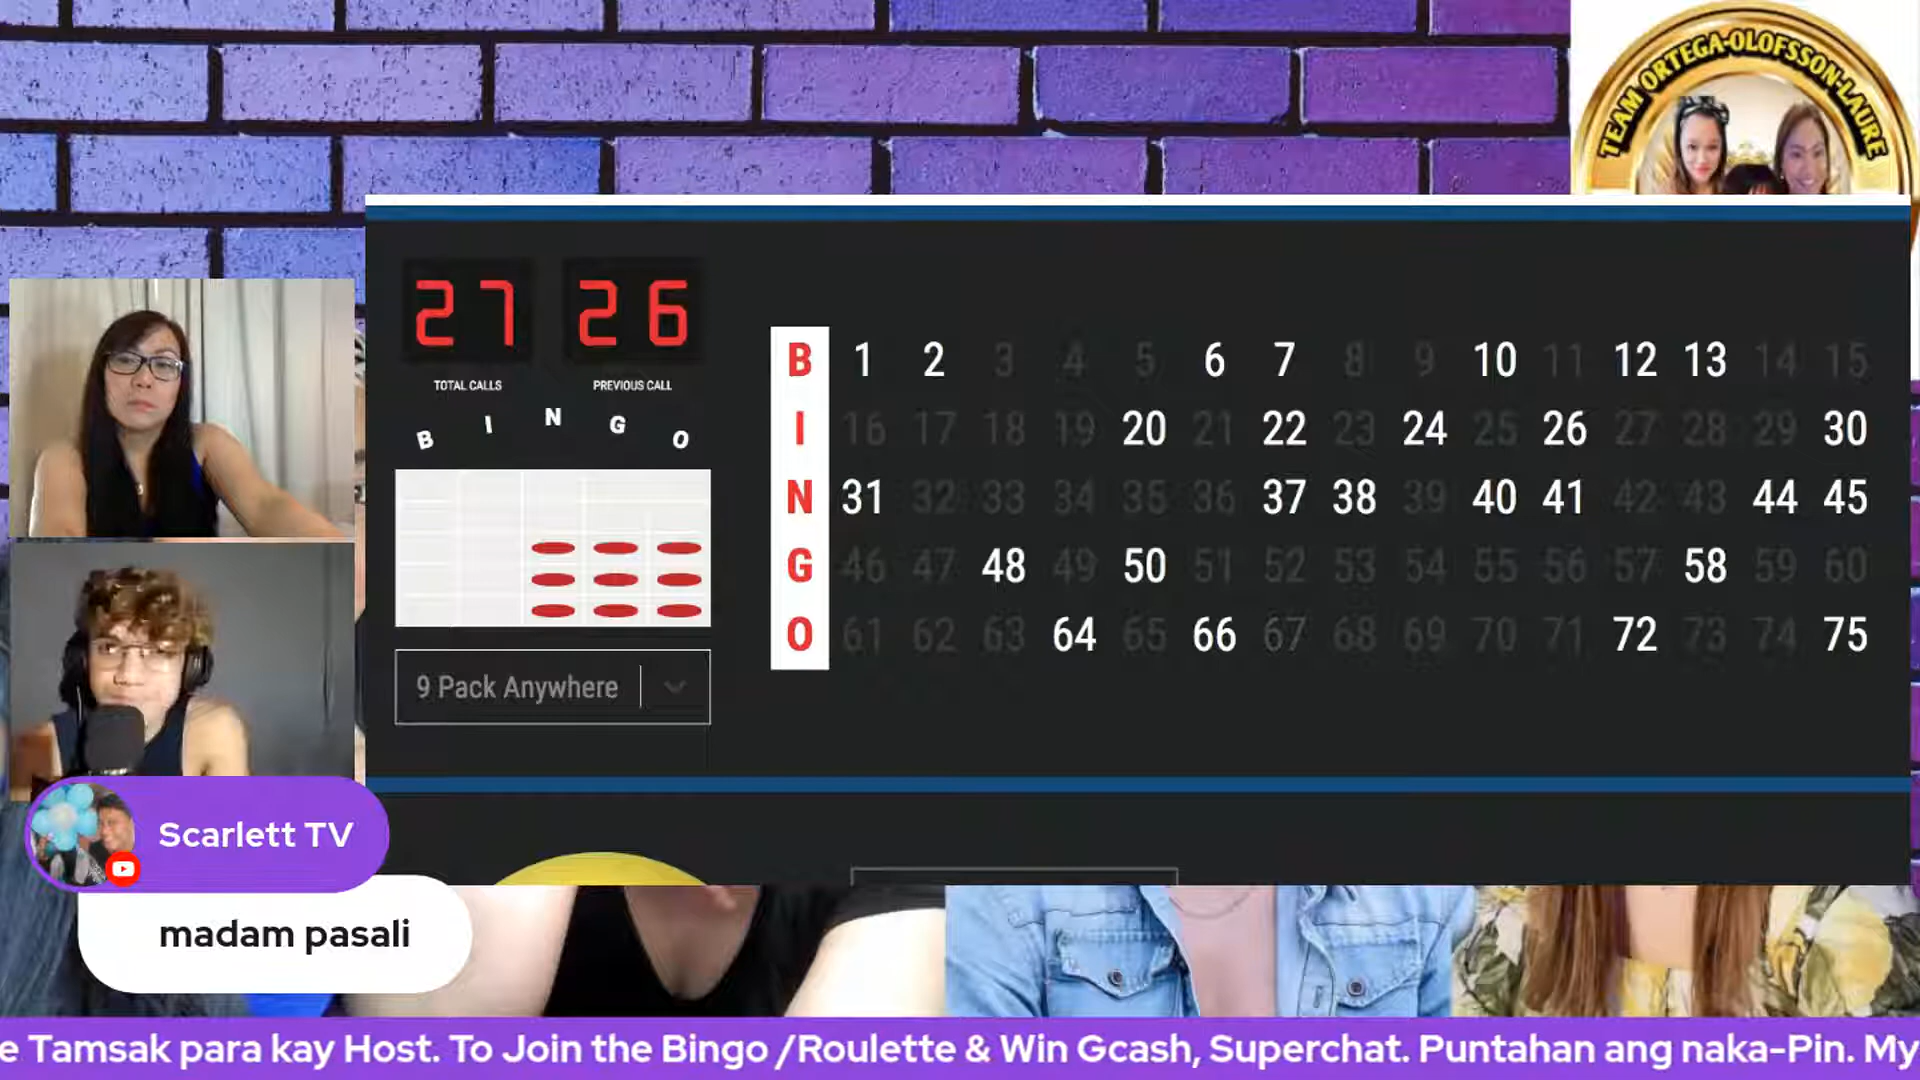 TEAM ORTEGA-OLOFSSON-LAURE
27 26
TOTAL CALLS PREVIOUS CALL
B I N G O
9 Pack Anywhere
B 1 2 3 4 5 6 7 8 9 10 11 12 13 14 15
I 16 17 18 19 20 21 22 23 24 25 26 27 28 29 30
N 31 32 33 34 35 36 37 38 39 40 41 42 43 44 45
G 46 47 48 49 50 51 52 53 54 55 56 57 58 59 60
O 61 62 63 64 65 66 67 68 69 70 71 72 73 74 75
Scarlett TV
madam pasali
e Tamsak para kay Host. To Join the Bingo /Roulette & Win Gcash, Superchat. Puntahan ang naka-Pin. My